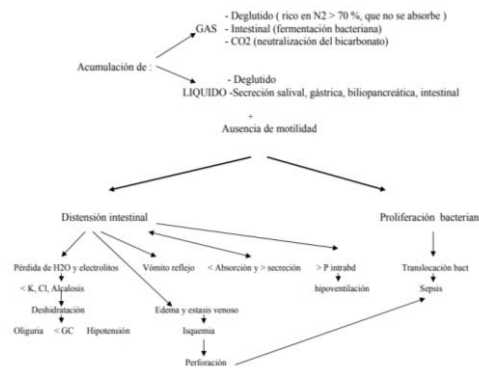 - Deglutido ( rico en N2 > 70 %, que no se absorbe )
GAS - Intestinal (fermentación bacteriana)
- CO2 (neutralización del bicarbonato)
Acumulación de :
- Deglutido
LIQUIDO -Secreción salival, gástrica, biliopancreática, intestinal
+
Ausencia de motilidad
Distensión intestinal Proliferación bacterian
Pérdida de H2O y electrolitos Vómito reflejo < Absorción y > secreción > P intrabd Translocación bact
< K, Cl, Alcalosis hipoventilación Sepsis
Deshidratación Edema y estasis venoso
Oliguria < GC Hipotensión Isquemia
Perforación